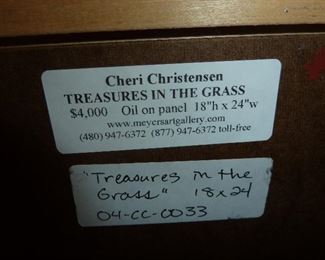 Cheri Christensen
TREASURES IN THE GRASS
$4,000 Oil on panel 18"h x 24"w
www.meyersartgallery.com
(480) 947-6372 (877) 947-6372 toll-free
"Treasures in the
Grass" 18x24
04-CC-0033